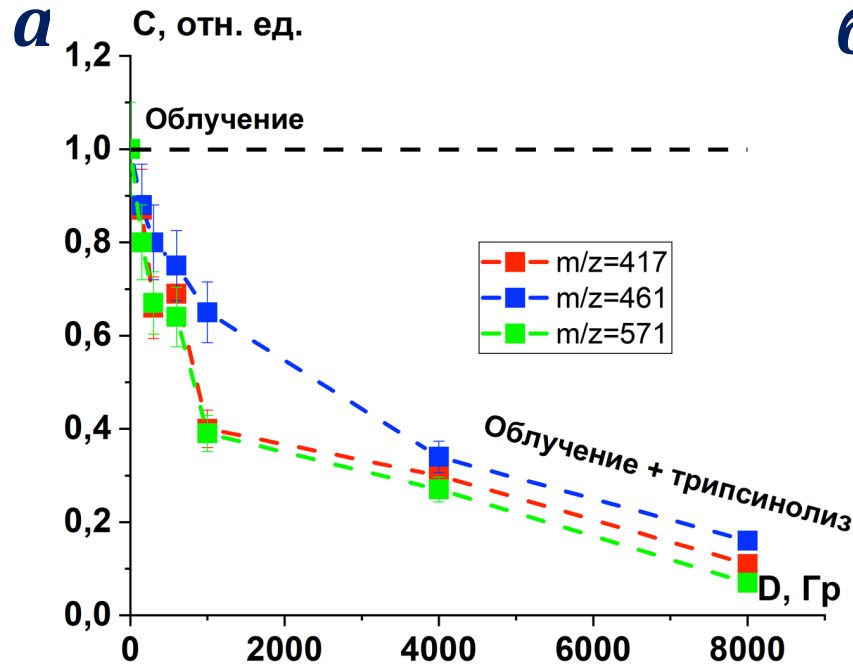 а
С, отн. ед.
б
1,2
1,0
0,8
0,6
0,4
0,2
0,0
Облучение
m/z=417
m/z=461
m/z=571
Облучение + трипсинолиз
D, Гр
0
2000
4000
6000
8000